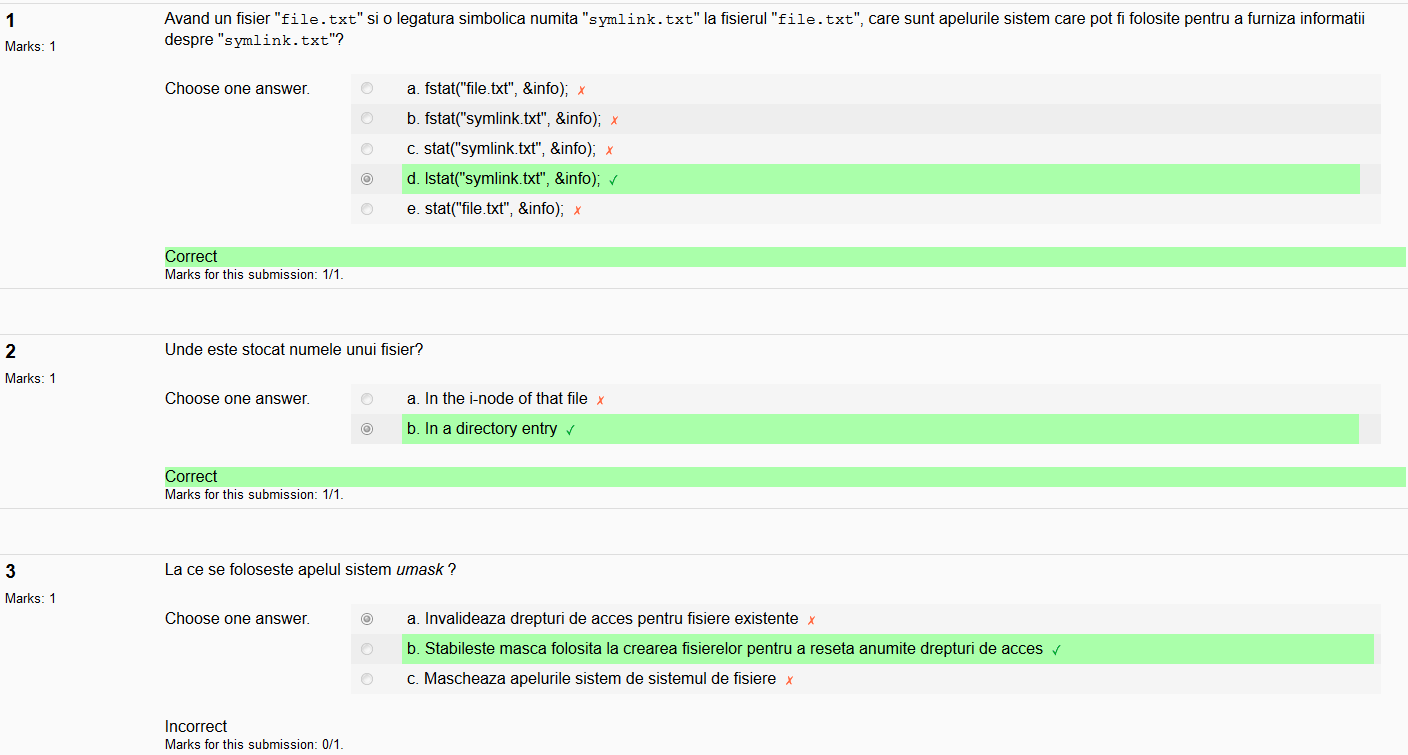 1
Marks: 1
Avand un fisier "file.txt" si o legatura simbolica numita "symlink.txt" la fisierul "file.txt", care sunt apelurile sistem care pot fi folosite pentru a furniza informatii
despre "symlink.txt"?
Choose one answer.
a. fstat("file.txt", &info); ✗
b. fstat("symlink.txt", &info); ✗
c. stat("symlink.txt", &info); ✗
d. lstat("symlink.txt", &info); ✓
e. stat("file.txt", &info); ✗
Correct
Marks for this submission: 1/1.
2
Marks: 1
Unde este stocat numele unui fisier?
Choose one answer.
a. In the i-node of that file ✗
b. In a directory entry ✓
Correct
Marks for this submission: 1/1.
3
Marks: 1
La ce se foloseste apelul sistem umask ?
Choose one answer.
a. Invalideaza drepturi de acces pentru fisiere existente ✗
b. Stabileste masca folosita la crearea fisierelor pentru a reseta anumite drepturi de acces ✓
c. Mascheaza apelurile sistem de sistemul de fisiere ✗
Incorrect
Marks for this submission: 0/1.